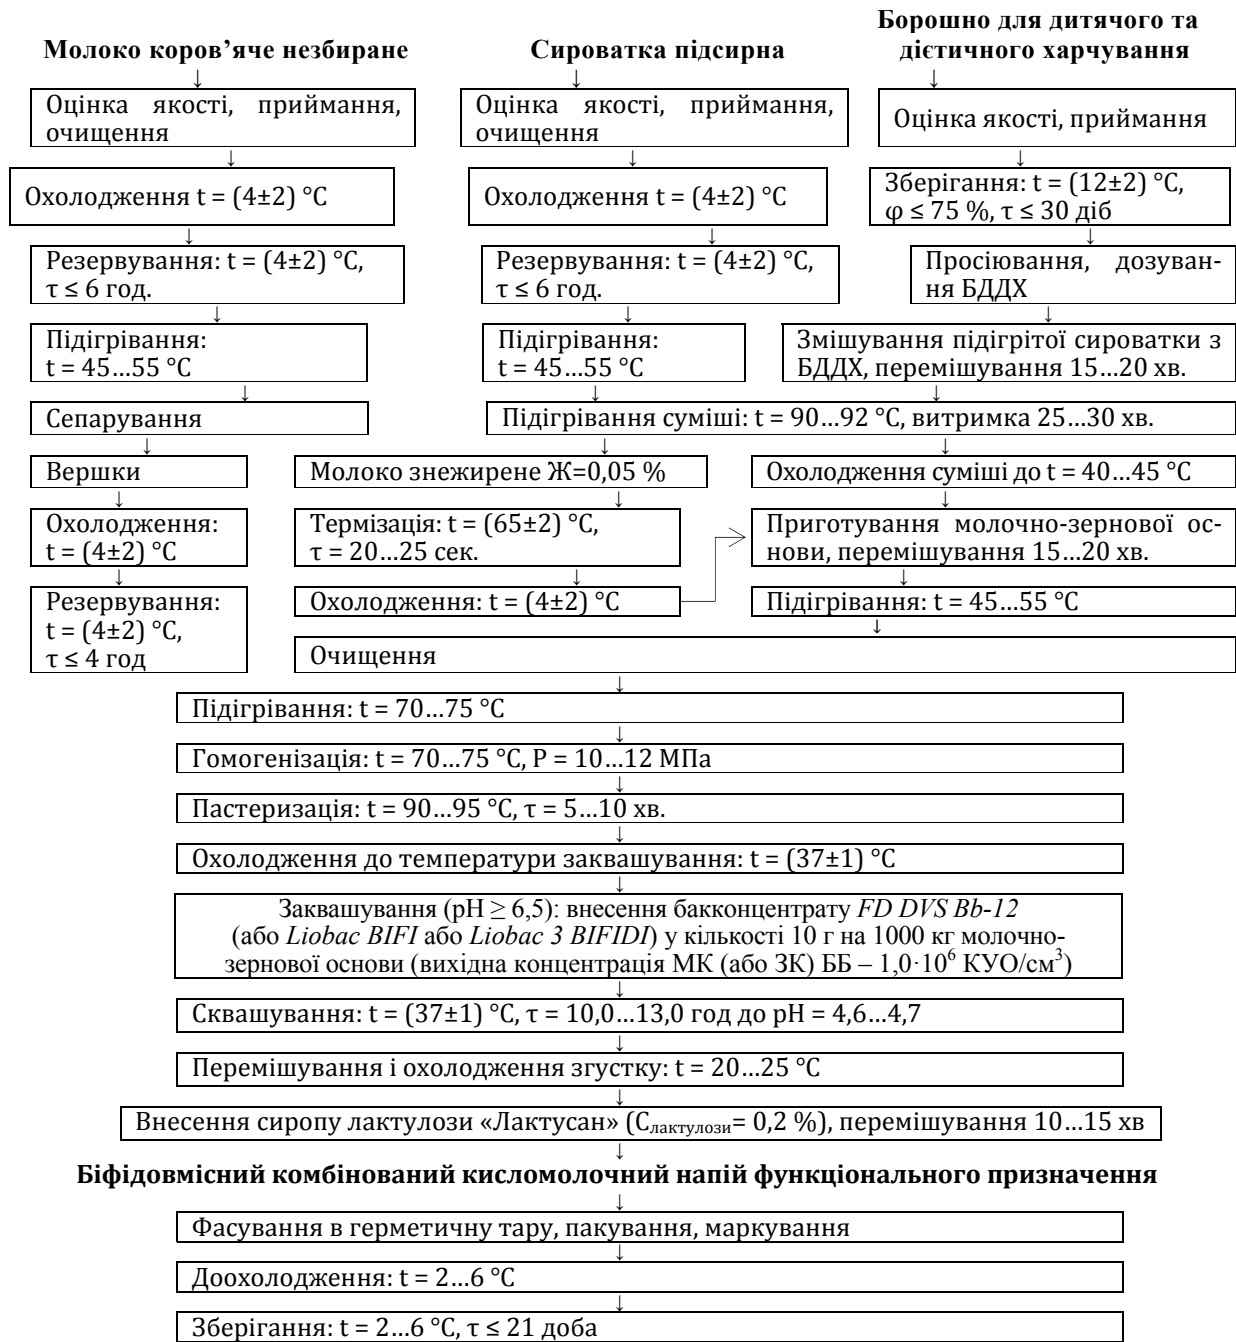 Молоко коров’яче незбиране
Сироватка підсирна
Борошно для дитячого та
дієтичного харчування
Оцінка якості, приймання,
очищення
Оцінка якості, приймання,
очищення
Оцінка якості, приймання
Охолодження t = (4±2) °С
Охолодження t = (4±2) °С
Зберігання: t = (12±2) °С,
φ ≤ 75 %, τ ≤ 30 діб
Резервування: t = (4±2) °С,
τ ≤ 6 год.
Резервування: t = (4±2) °С,
τ ≤ 6 год.
Просіювання, дозуван-
ня БДДХ
Підігрівання:
t = 45...55 °С
Підігрівання:
t = 45...55 °С
Змішування підігрітої сироватки з
БДДХ, перемішування 15...20 хв.
Сепарування
Підігрівання суміші: t = 90...92 °С, витримка 25...30 хв.
Вершки
Молоко знежирене Ж=0,05 %
Охолодження суміші до t = 40...45 °С
Охолодження:
t = (4±2) °С
Термізація: t = (65±2) °С,
τ = 20...25 сек.
Приготування молочно-зернової ос-
нови, перемішування 15...20 хв.
Резервування:
t = (4±2) °С,
τ ≤ 4 год
Охолодження: t = (4±2) °С
Підігрівання: t = 45...55 °С
Очищення
Підігрівання: t = 70...75 °С
Гомогенізація: t = 70...75 °С, Р = 10...12 МПа
Пастеризація: t = 90...95 °С, τ = 5...10 хв.
Охолодження до температури заквашування: t = (37±1) °С
Заквашування (рН ≥ 6,5): внесення бакконцентрату FD DVS Bb-12
(або Liobac BIFI або Liobac 3 BIFIDI) у кількості 10 г на 1000 кг молочно-
зернової основи (вихідна концентрація МК (або ЗК) ББ – 1,0·10⁶ КУО/см³)
Сквашування: t = (37±1) °С, τ = 10,0...13,0 год до рН = 4,6...4,7
Перемішування і охолодження згустку: t = 20...25 °С
Внесення сиропу лактулози «Лактусан» (Слактулози= 0,2 %), перемішування 10...15 хв
Біфідовмісний комбінований кисломолочний напій функціонального призначення
Фасування в герметичну тару, пакування, маркування
Доохолодження: t = 2...6 °С
Зберігання: t = 2...6 °С, τ ≤ 21 доба